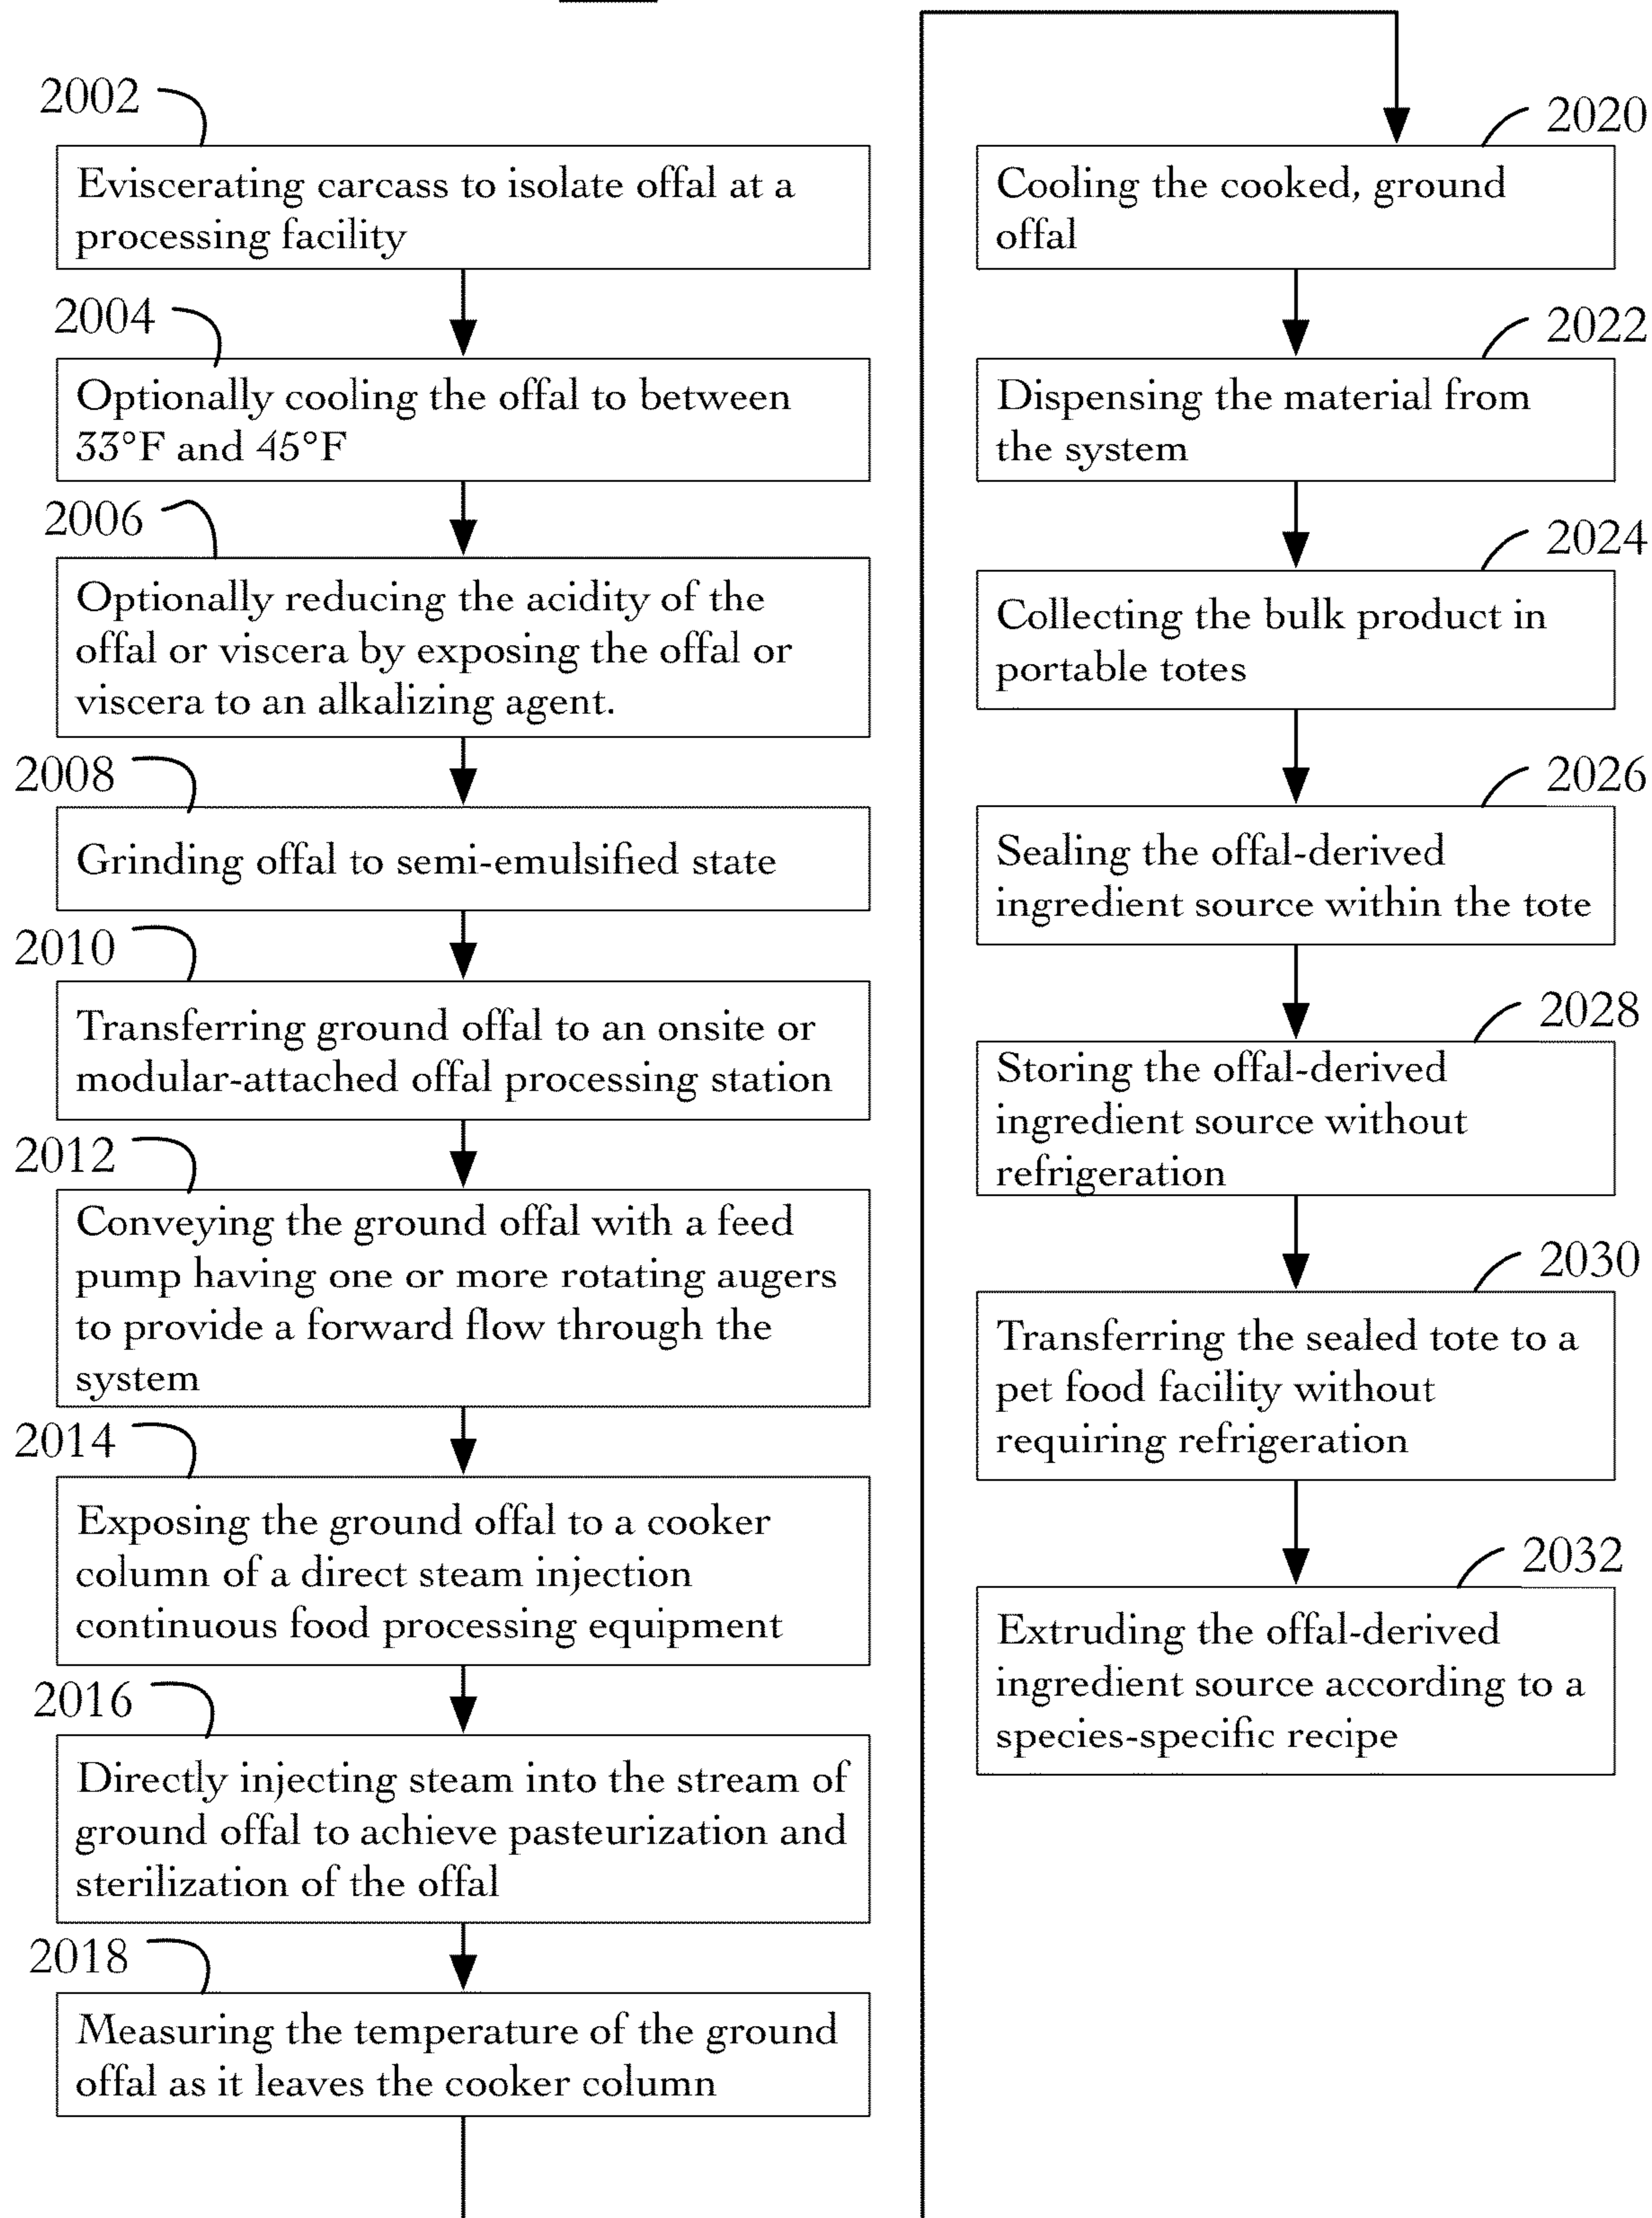 2002
Eviscerating carcass to isolate offal at a
processing facility
2004
Optionally cooling the offal to between
33°F and 45°F
2006
Optionally reducing the acidity of the
offal or viscera by exposing the offal or
viscera to an alkalizing agent.
2008
Grinding offal to semi-emulsified state
2010
Transferring ground offal to an onsite or
modular-attached offal processing station
2012
Conveying the ground offal with a feed
pump having one or more rotating augers
to provide a forward flow through the
system
2014
Exposing the ground offal to a cooker
column of a direct steam injection
continuous food processing equipment
2016
Directly injecting steam into the stream of
ground offal to achieve pasteurization and
sterilization of the offal
2018
Measuring the temperature of the ground
offal as it leaves the cooker column
2020
Cooling the cooked, ground
offal
2022
Dispensing the material from
the system
2024
Collecting the bulk product in
portable totes
2026
Sealing the offal-derived
ingredient source within the tote
2028
Storing the offal-derived
ingredient source without
refrigeration
2030
Transferring the sealed tote to a
pet food facility without
requiring refrigeration
2032
Extruding the offal-derived
ingredient source according to a
species-specific recipe